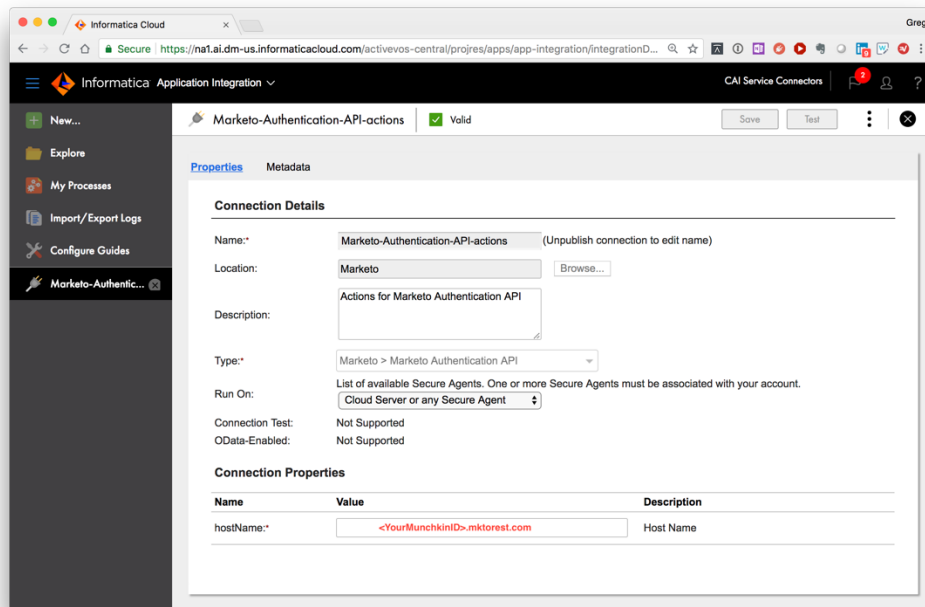 Informatica Cloud
Greg
Secure https://na1.ai.dm-us.informaticacloud.com/activevos-central/projres/apps/app-integration/integrationD...
Informatica Application Integration
CAI Service Connectors
2
?
New...
Marketo-Authentication-API-actions
Valid
Save
Test
Explore
My Processes
Import/Export Logs
Configure Guides
Marketo-Authentic...
Properties
Metadata
Connection Details
Name:*
Marketo-Authentication-API-actions
(Unpublish connection to edit name)
Location:
Marketo
Browse...
Description:
Actions for Marketo Authentication API
Type:*
Marketo > Marketo Authentication API
Run On:
List of available Secure Agents. One or more Secure Agents must be associated with your account.
Cloud Server or any Secure Agent
Connection Test:
Not Supported
OData-Enabled:
Not Supported
Connection Properties
Name
Value
Description
hostName:*
<YourMunchkinID>.mktorest.com
Host Name